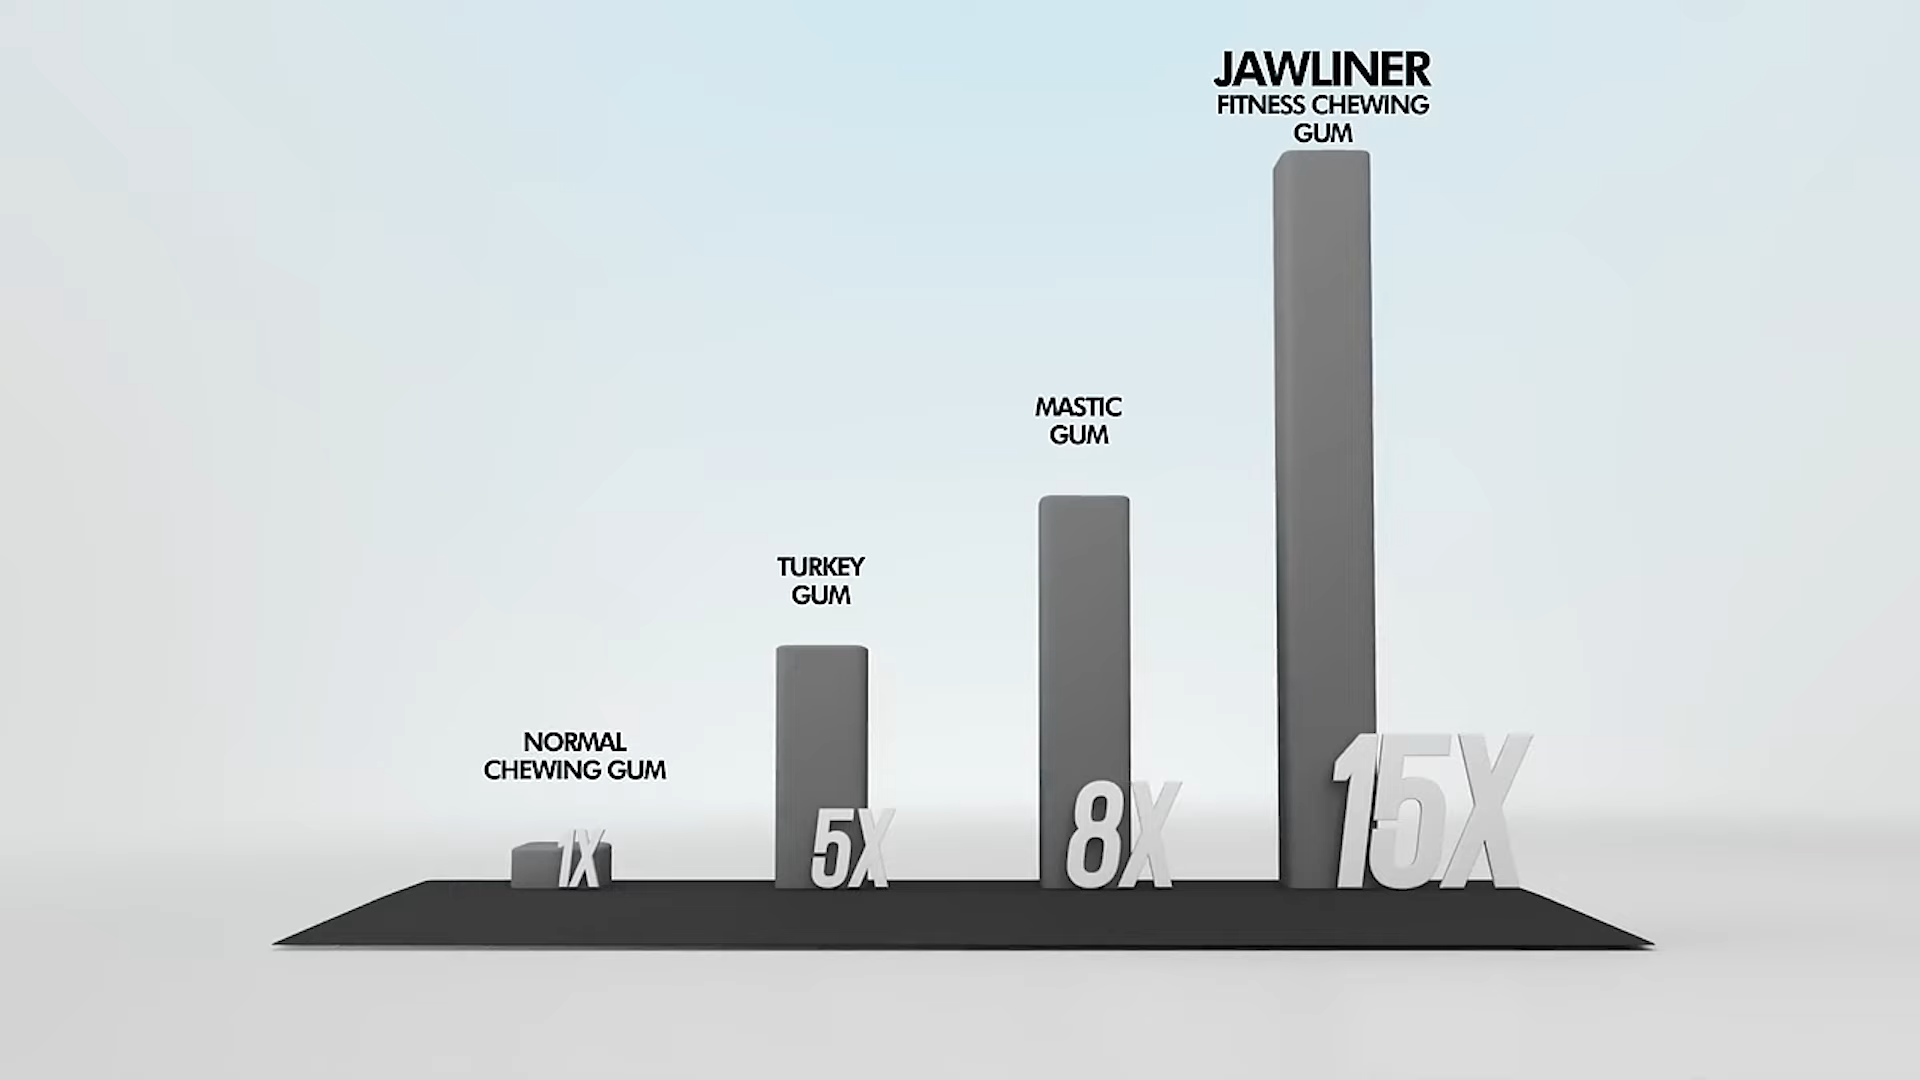 JAWLINER
FITNESS CHEWING
GUM
MASTIC
GUM
TURKEY
GUM
NORMAL
CHEWING GUM
1X
5X
8X
15X